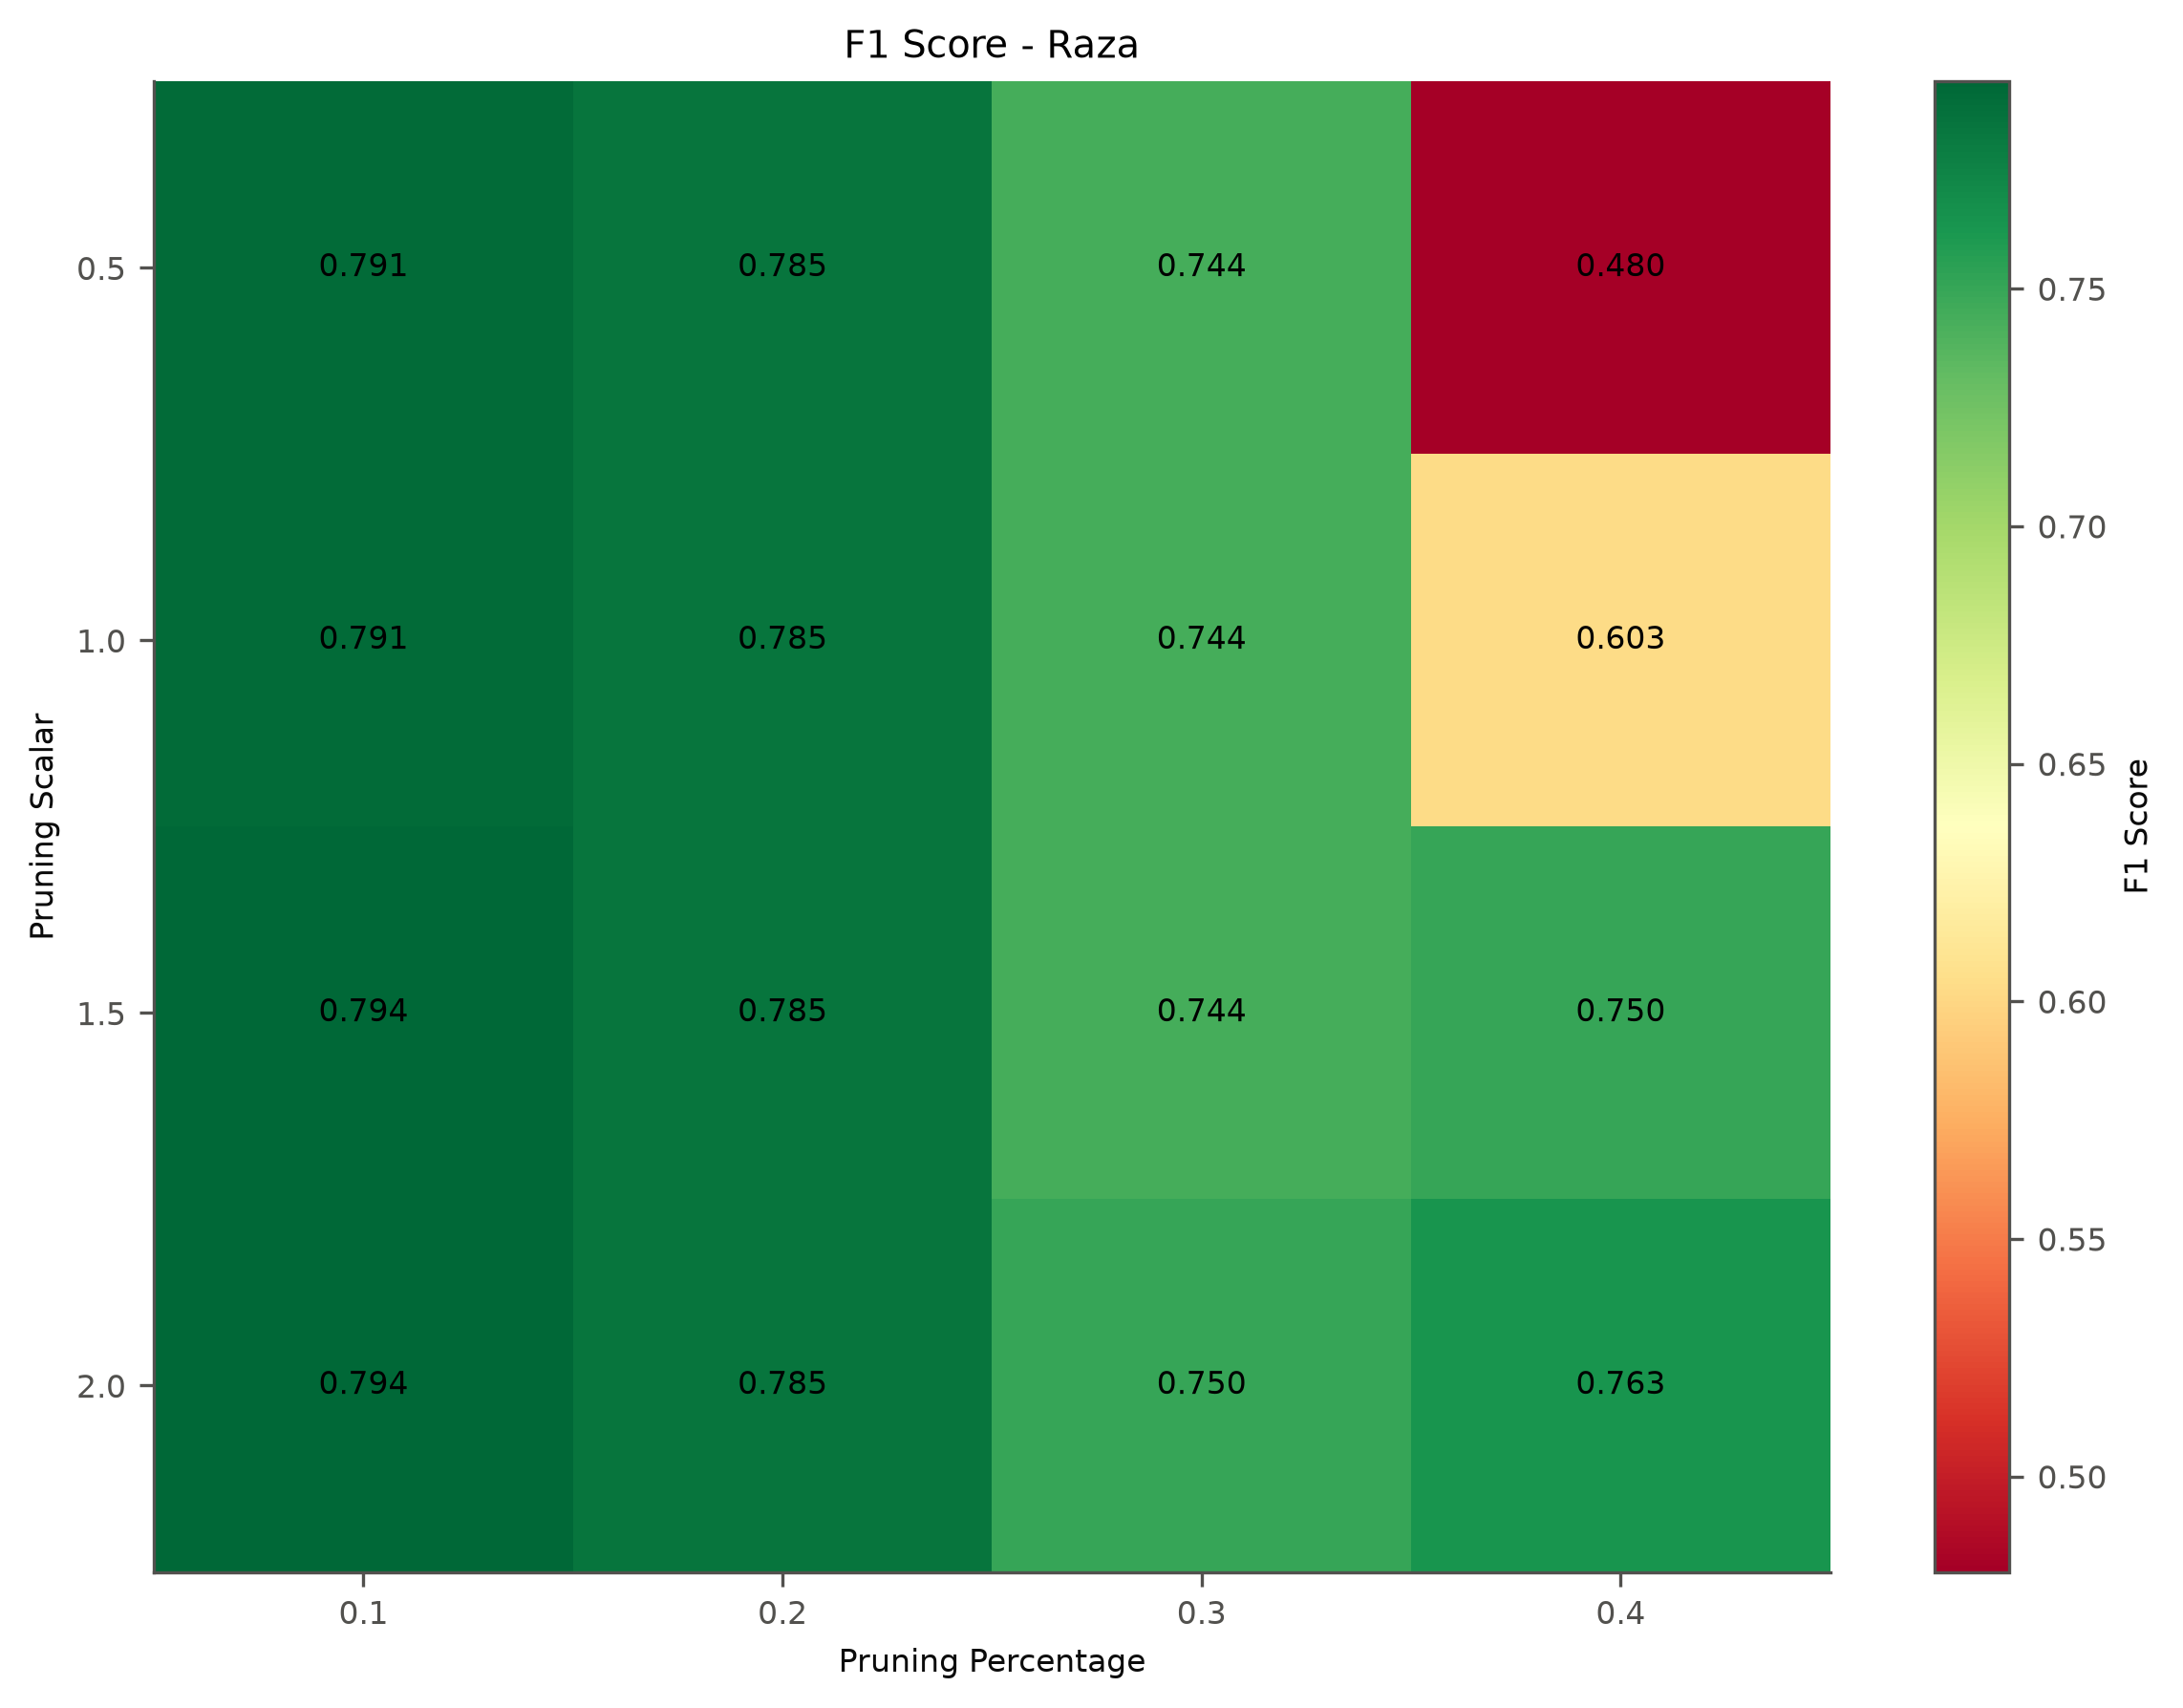 F1 Score - Raza
0.5 0.791 0.785 0.744 0.480
1.0 0.791 0.785 0.744 0.603
1.5 0.794 0.785 0.744 0.750
2.0 0.794 0.785 0.750 0.763
0.1 0.2 0.3 0.4
Pruning Percentage
Pruning Scalar
0.75
0.70
0.65
0.60
0.55
0.50
F1 Score